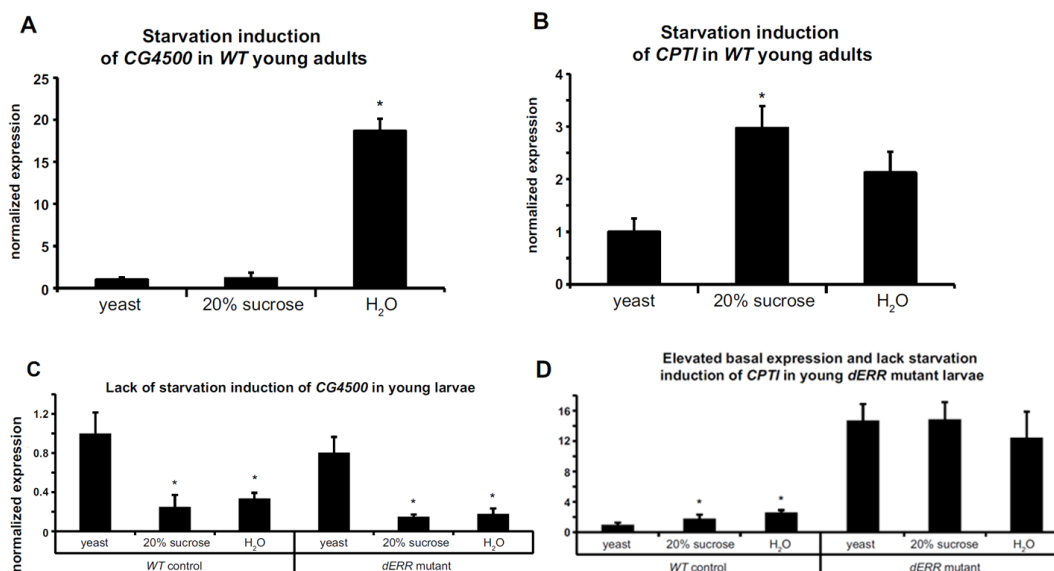 A
Starvation induction
of CG4500 in WT young adults
normalized expression
25
20
15
10
5
0
*
yeast
20% sucrose
H2O
B
Starvation induction
of CPTI in WT young adults
normalized expression
4
3
2
1
0
*
yeast
20% sucrose
H2O
C
Lack of starvation induction of CG4500 in young larvae
normalized expression
1.2
0.8
0.4
0
*
*
*
*
yeast
20% sucrose
H2O
yeast
20% sucrose
H2O
WT control
dERR mutant
D
Elevated basal expression and lack starvation
induction of CPTI in young dERR mutant larvae
16
12
8
4
2
0
*
*
yeast
20% sucrose
H2O
yeast
20% sucrose
H2O
WT control
dERR mutant